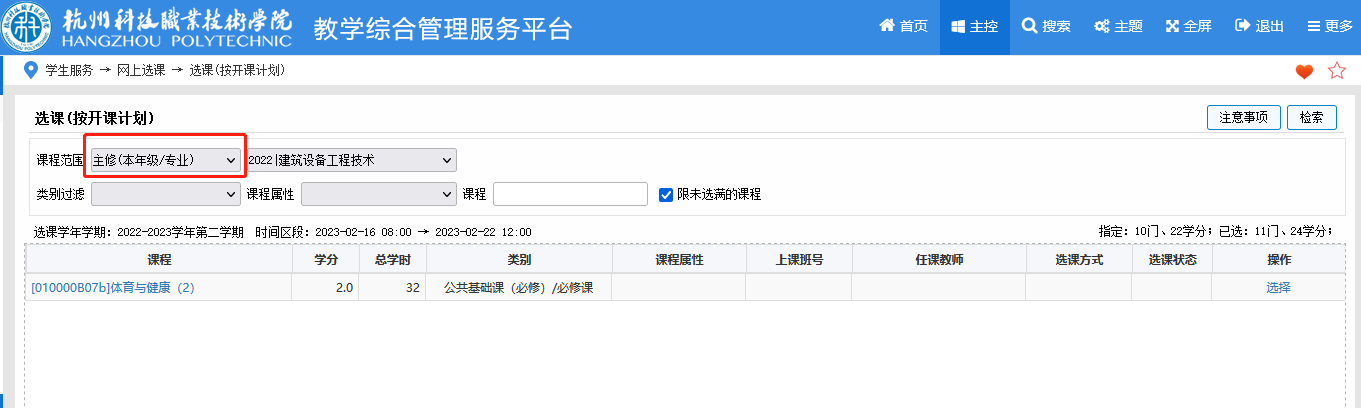 杭州科技職業技術學院
HANGZHOU POLYTECHNIC
教学综合管理服务平台
首页 主控 搜索 主题 全屏 退出 更多
学生服务 → 网上选课 → 选课(按开课计划)
选课(按开课计划) 注意事项 检索
课程范围 主修(本年级/专业) 2022|建筑设备工程技术
类别过滤 课程属性 课程 限未选满的课程
选课学年学期：2022-2023学年第二学期 时间区段：2023-02-16 08:00 → 2023-02-22 12:00 指定：10门、22学分；已选：11门、24学分；
课程 学分 总学时 类别 课程属性 上课班号 任课教师 选课方式 选课状态 操作
[010000B07b]体育与健康（2） 2.0 32 公共基础课（必修）/必修课 选择